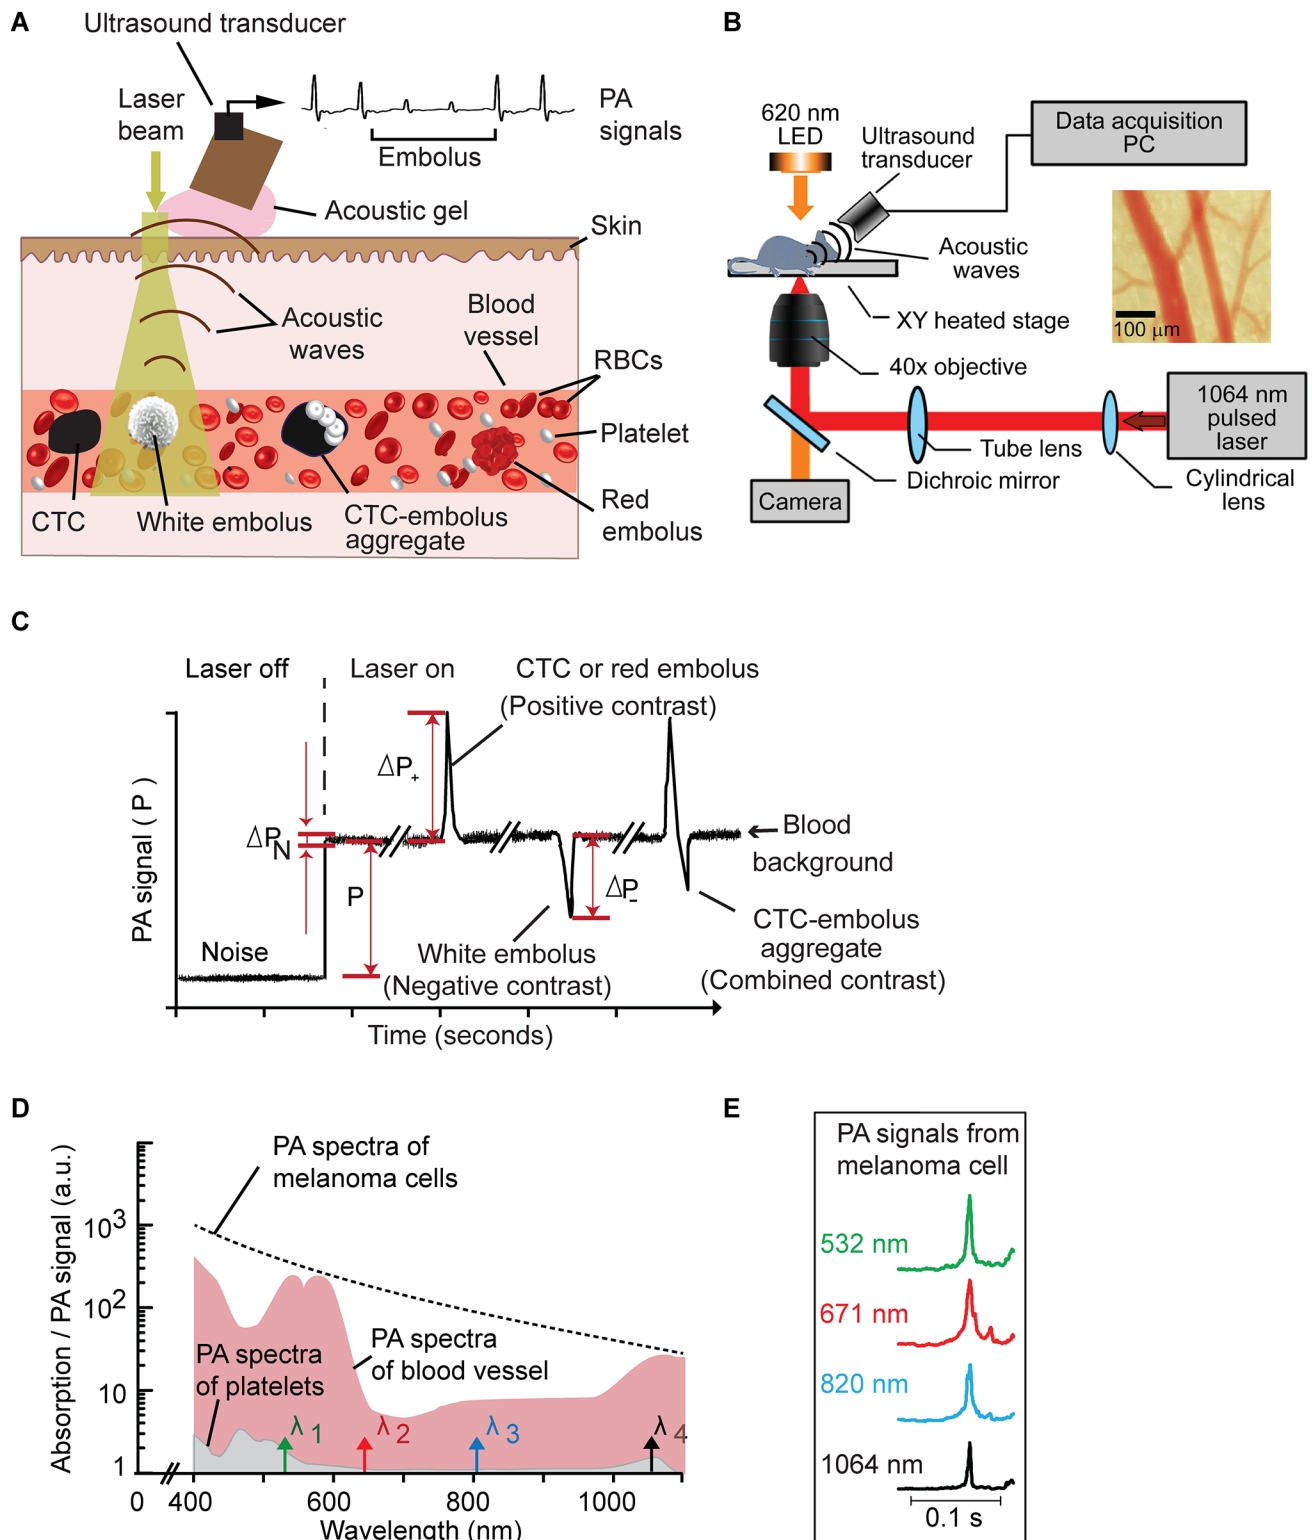 A
Ultrasound transducer
Laser
beam
PA
signals
Embolus
Acoustic gel
Skin
Acoustic
waves
Blood
vessel
RBCs
Platelet
CTC
White embolus
CTC-embolus
aggregate
Red
embolus
B
620 nm
LED
Ultrasound
transducer
Data acquisition
PC
Acoustic
waves
100 μm
XY heated stage
40x objective
1064 nm
pulsed
laser
Tube lens
Dichroic mirror
Cylindrical
lens
Camera
C
Laser off
Laser on
CTC or red embolus
(Positive contrast)
PA signal ( P )
ΔP+
ΔPN
P
ΔP-
Blood
background
Noise
White embolus
(Negative contrast)
CTC-embolus
aggregate
(Combined contrast)
Time (seconds)
D
Absorption / PA signal (a.u.)
PA spectra of
melanoma cells
10³
10²
10
1
PA spectra
of blood vessel
PA spectra
of platelets
λ 1
λ 2
λ 3
λ 4
0 400 600 800 1000
Wavelength (nm)
E
PA signals from
melanoma cell
532 nm
671 nm
820 nm
1064 nm
0.1 s